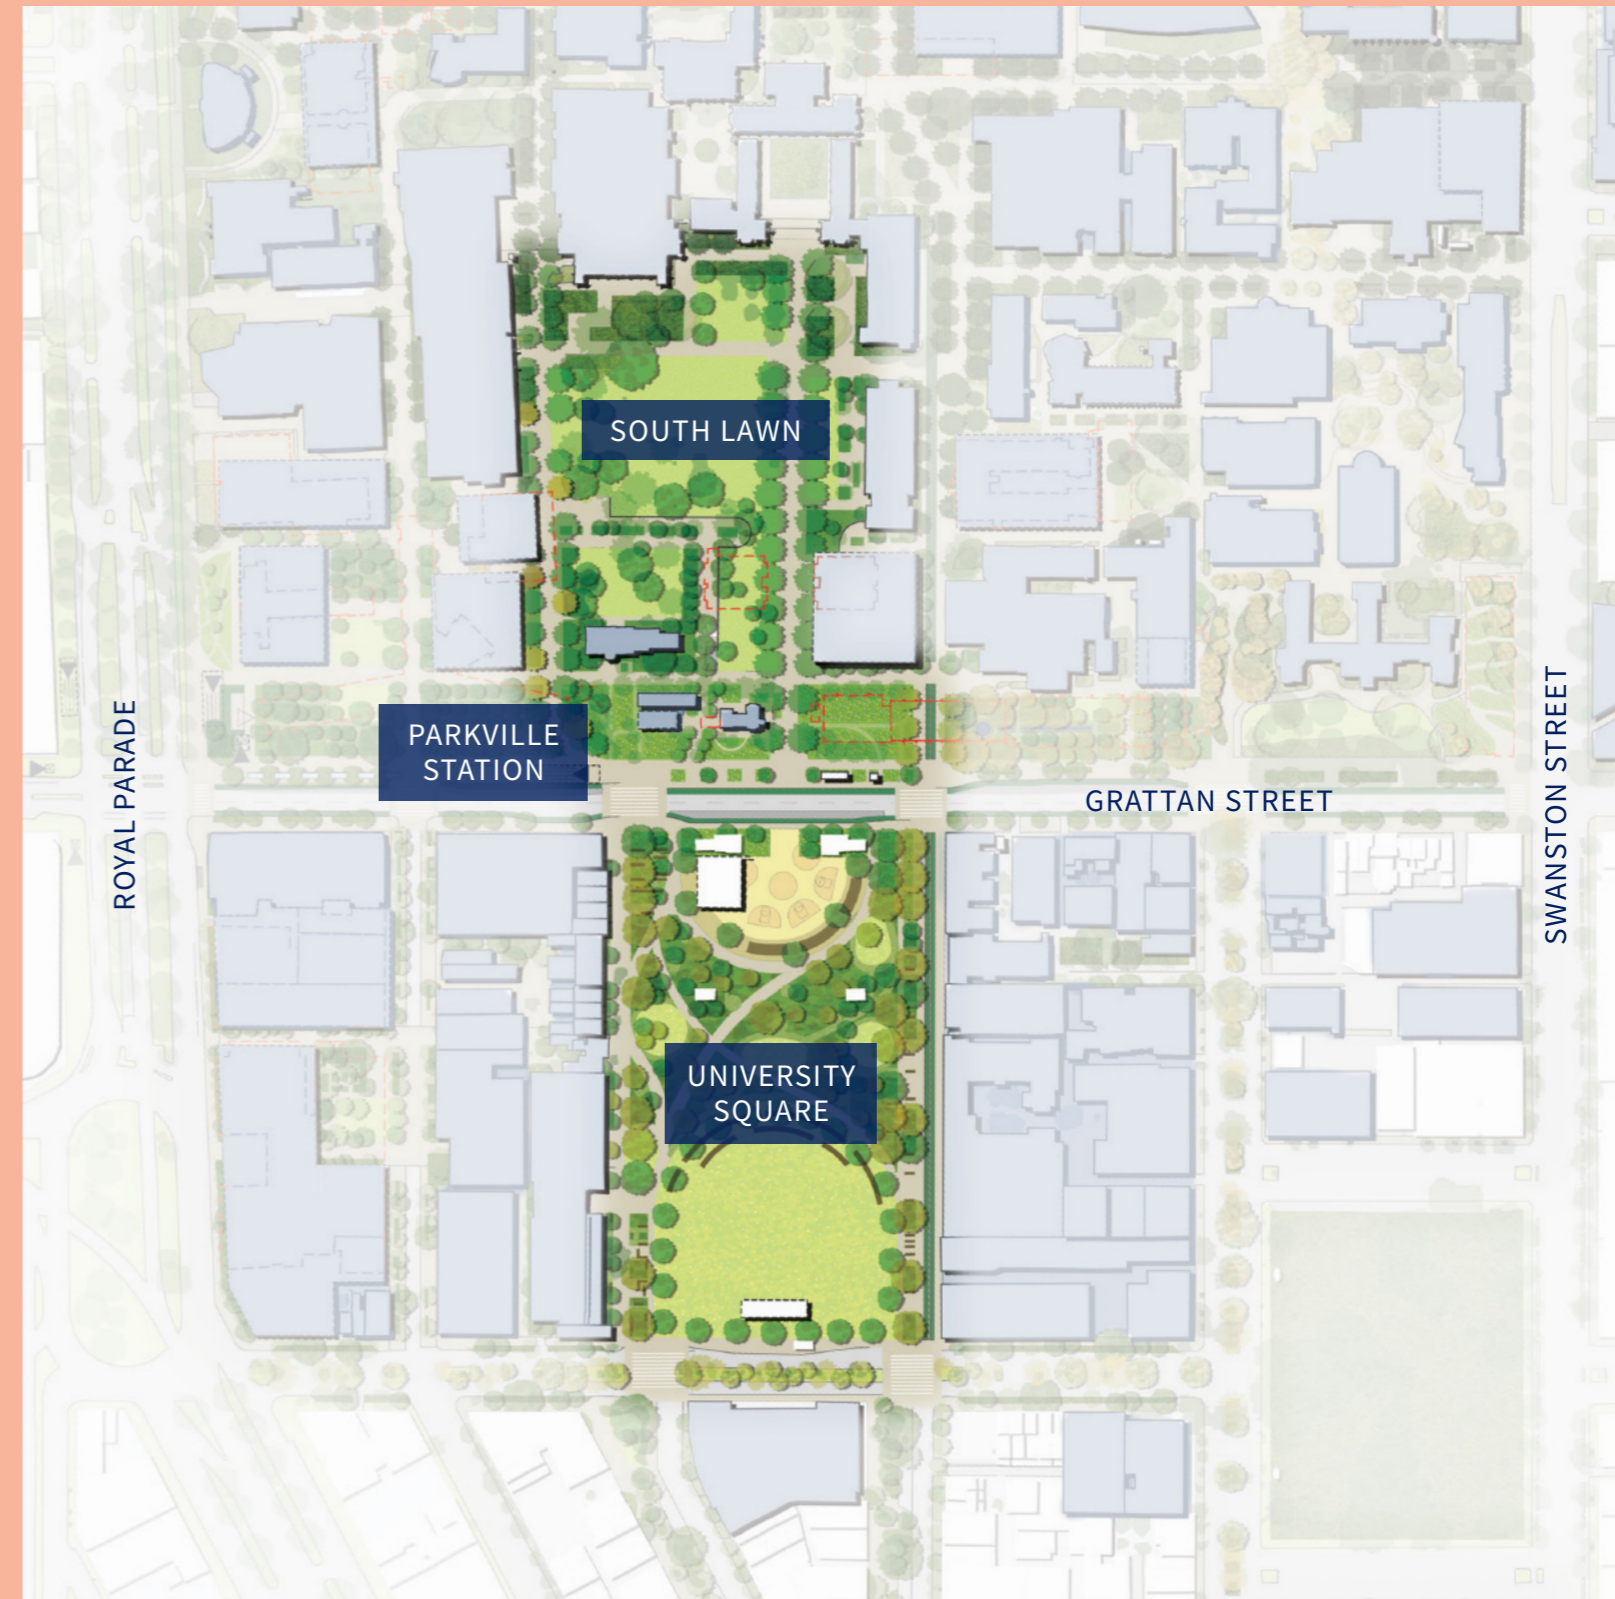 SOUTH LAWN
PARKVILLE
STATION
ROYAL PARADE
GRATTAN STREET
SWANSTON STREET
UNIVERSITY
SQUARE